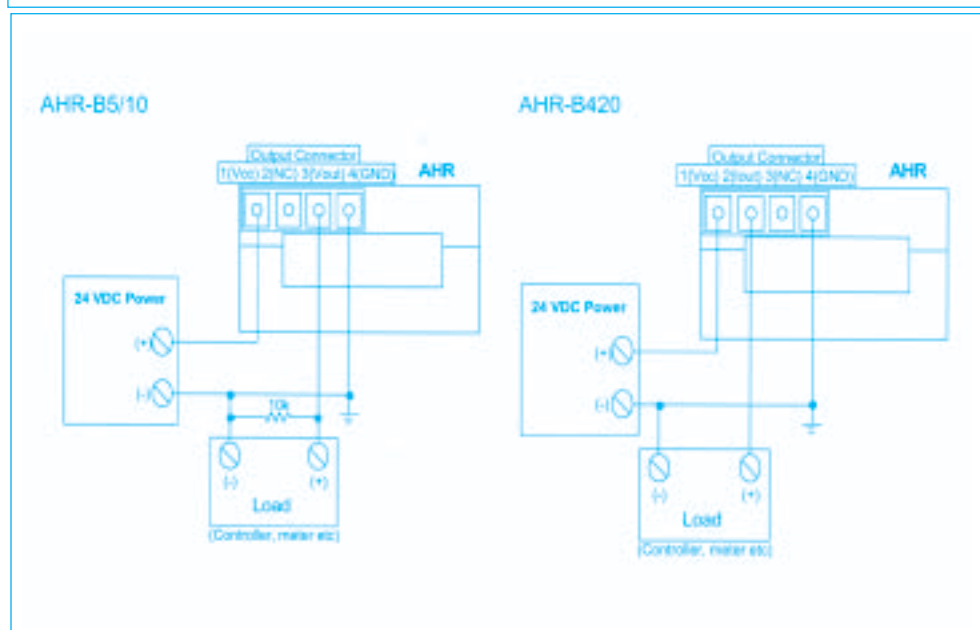 AHR-B5/10
Output Connector
1(Vcc) 2(NC) 3(Vout) 4(GND)
AHR
24 VDC Power
(+)
(-)
10k
(-)
(+)
Load
(Controller, meter etc)
AHR-B420
Output Connector
1(Vcc) 2(Iout) 3(NC) 4(GND)
AHR
24 VDC Power
(+)
(-)
(-)
(+)
Load
(Controller, meter etc)